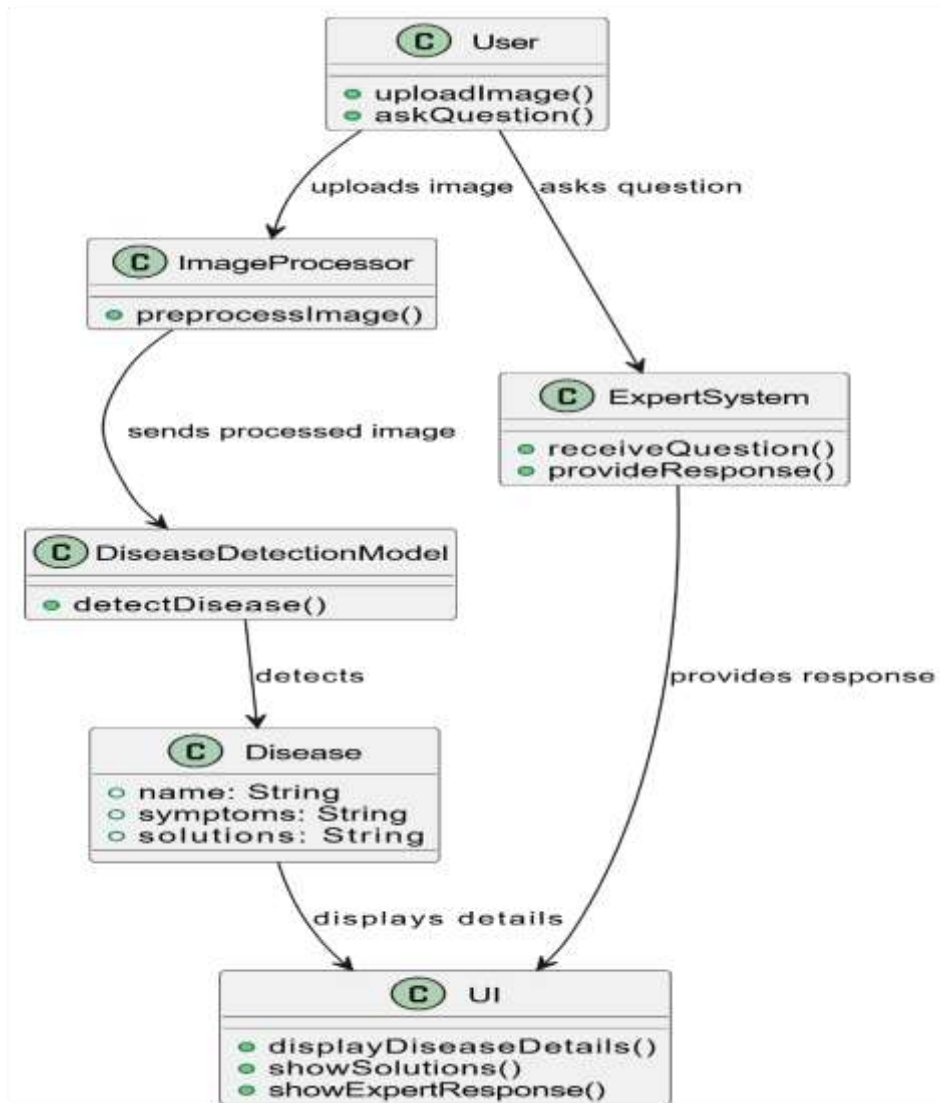 C User
uploadImage()
askQuestion()
uploads image asks question
C ImageProcessor
preprocessImage()
C ExpertSystem
receiveQuestion()
provideResponse()
sends processed image
C DiseaseDetectionModel
detectDisease()
detects
provides response
C Disease
name: String
symptoms: String
solutions: String
displays details
C UI
displayDiseaseDetails()
showSolutions()
showExpertResponse()